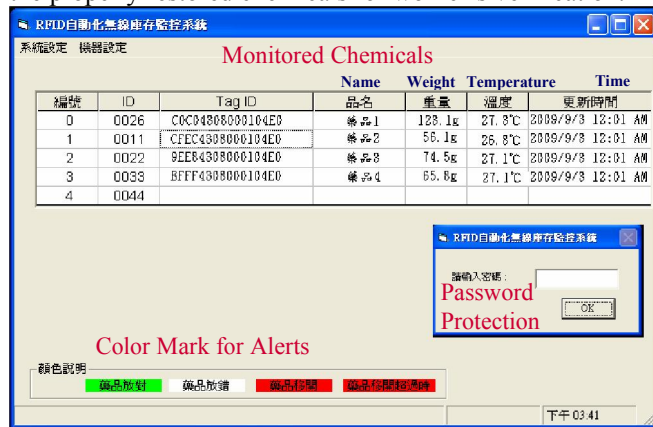 RFID自動化無線庫存監控系統
系統設定 機器設定
Monitored Chemicals
Name Weight Temperature Time
編號 ID Tag ID 品名 重量 溫度 更新時間
0 0026 C0C04808000104E0 藥品1 128.1g 27.8°C 2009/9/3 12:01 AM
1 0011 CFEC4308000104E0 藥品2 56.1g 26.8°C 2009/9/3 12:01 AM
2 0022 9EE84308000104E0 藥品3 74.5g 27.1°C 2009/9/3 12:01 AM
3 0033 BFFF4308000104E0 藥品4 65.8g 27.1°C 2009/9/3 12:01 AM
4 0044
RFID自動化無線庫存監控系統
請輸入密碼：
Password
OK
Protection
Color Mark for Alerts
顏色說明
藥品放對 藥品放錯 藥品移開 藥品移開超過時
下午 03:41